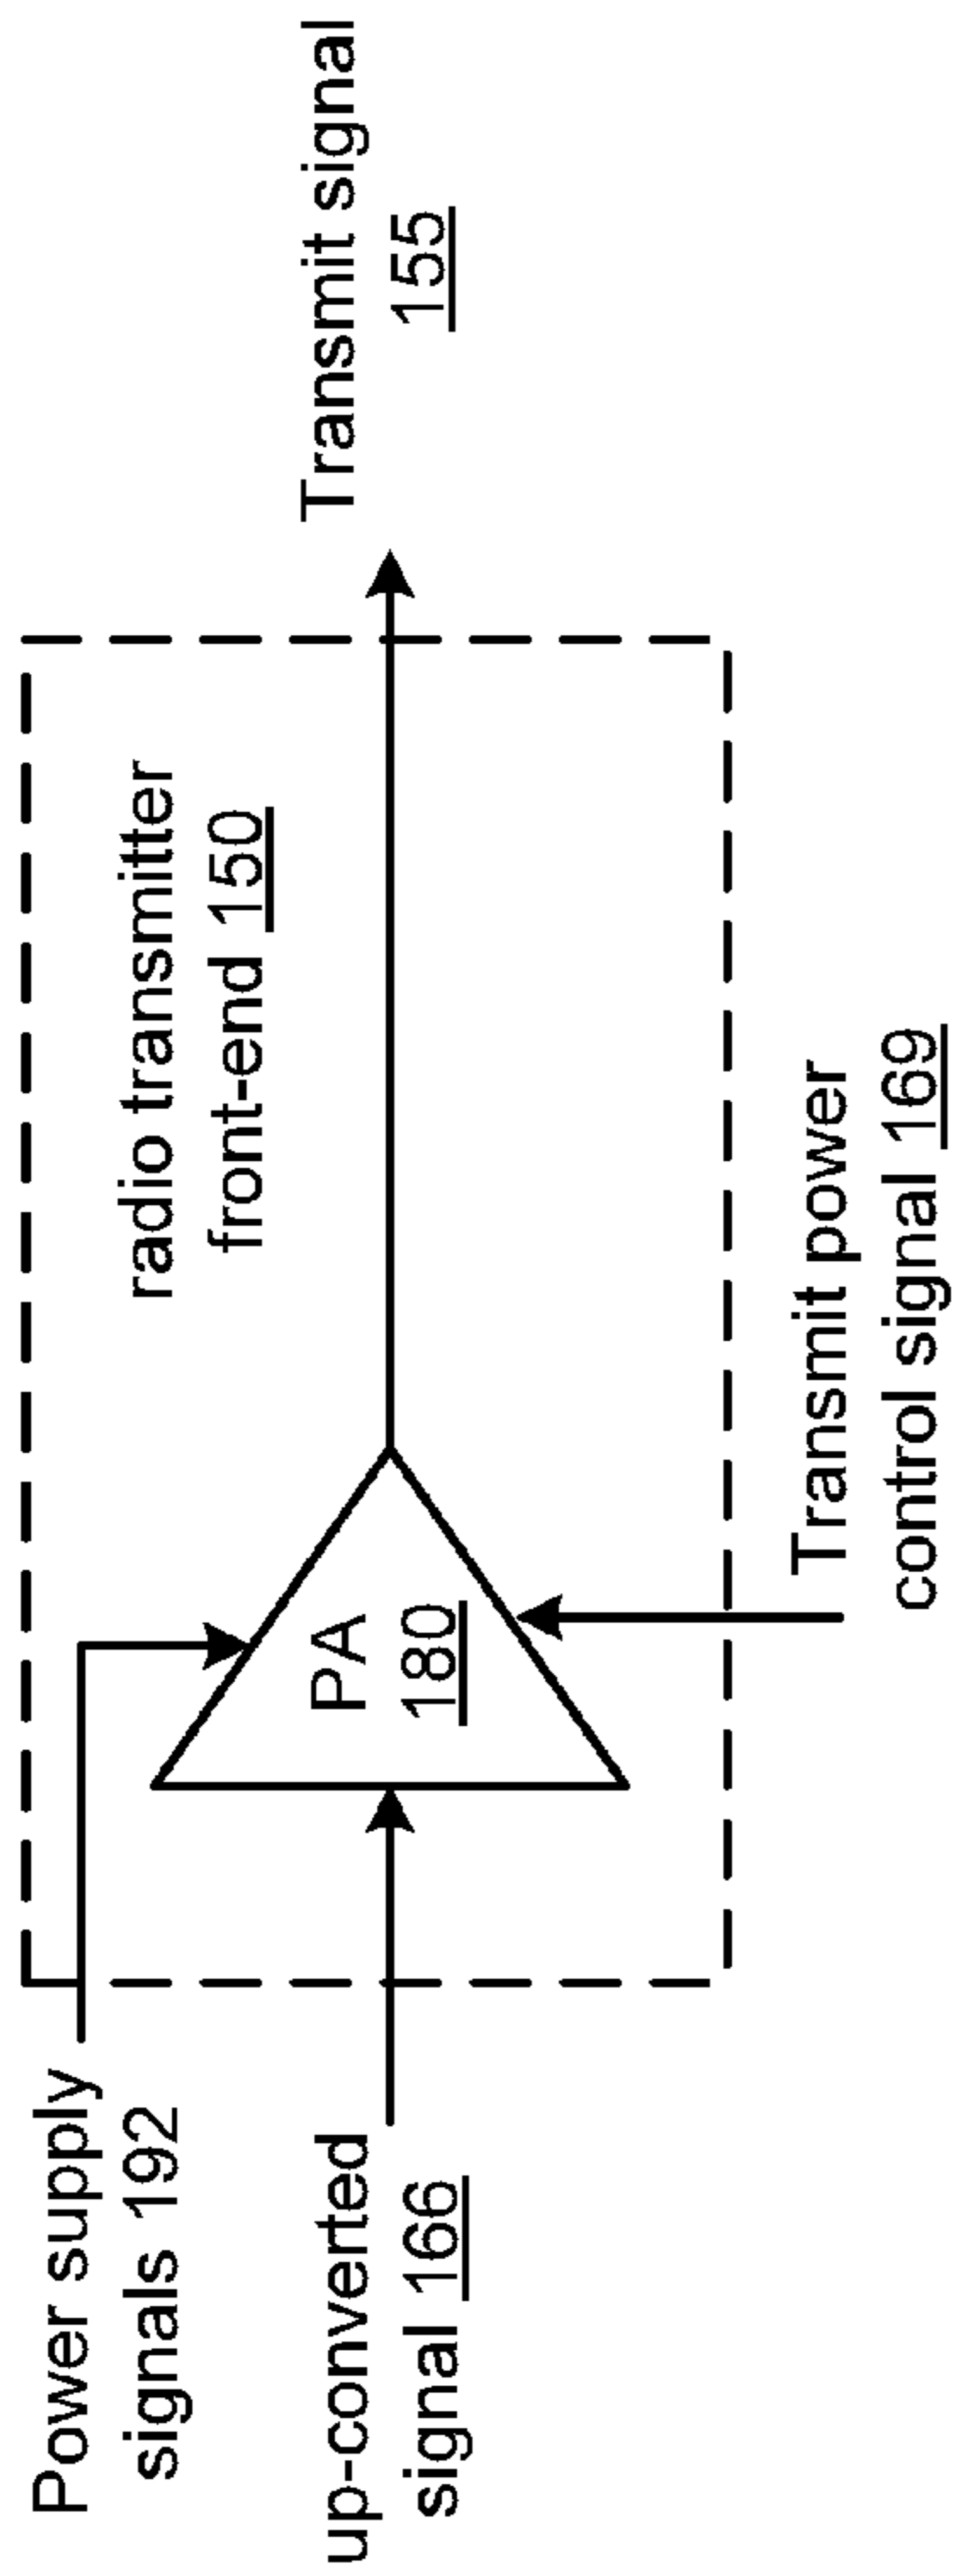 Power supply
signals 192
up-converted
signal 166
PA
180
radio transmitter
front-end 150
Transmit power
control signal 169
Transmit signal
155